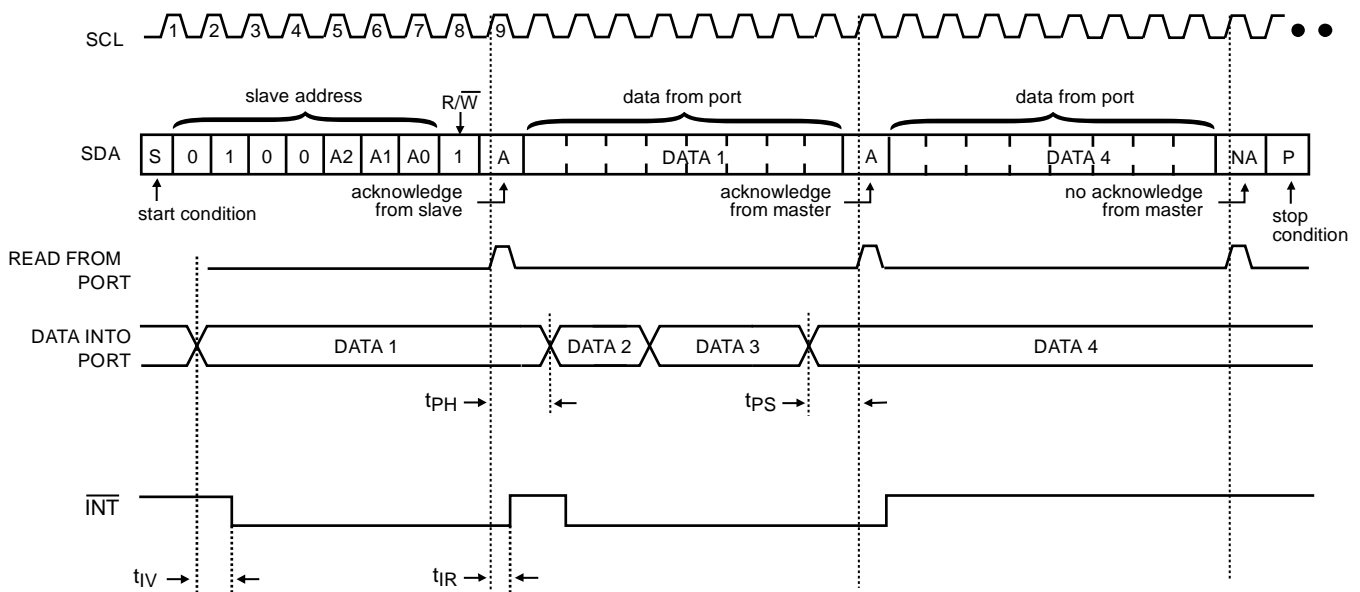 SCL 1 2 3 4 5 6 7 8 9
slave address R/W̅ data from port data from port
SDA S 0 1 0 0 A2 A1 A0 1 A DATA 1 A DATA 4 NA P
start condition
acknowledge
from slave
acknowledge
from master
no acknowledge
from master
stop
condition
READ FROM
PORT
DATA INTO
PORT
DATA 1 DATA 2 DATA 3 DATA 4
tPH tPS
I̅N̅T̅
tIV tIR